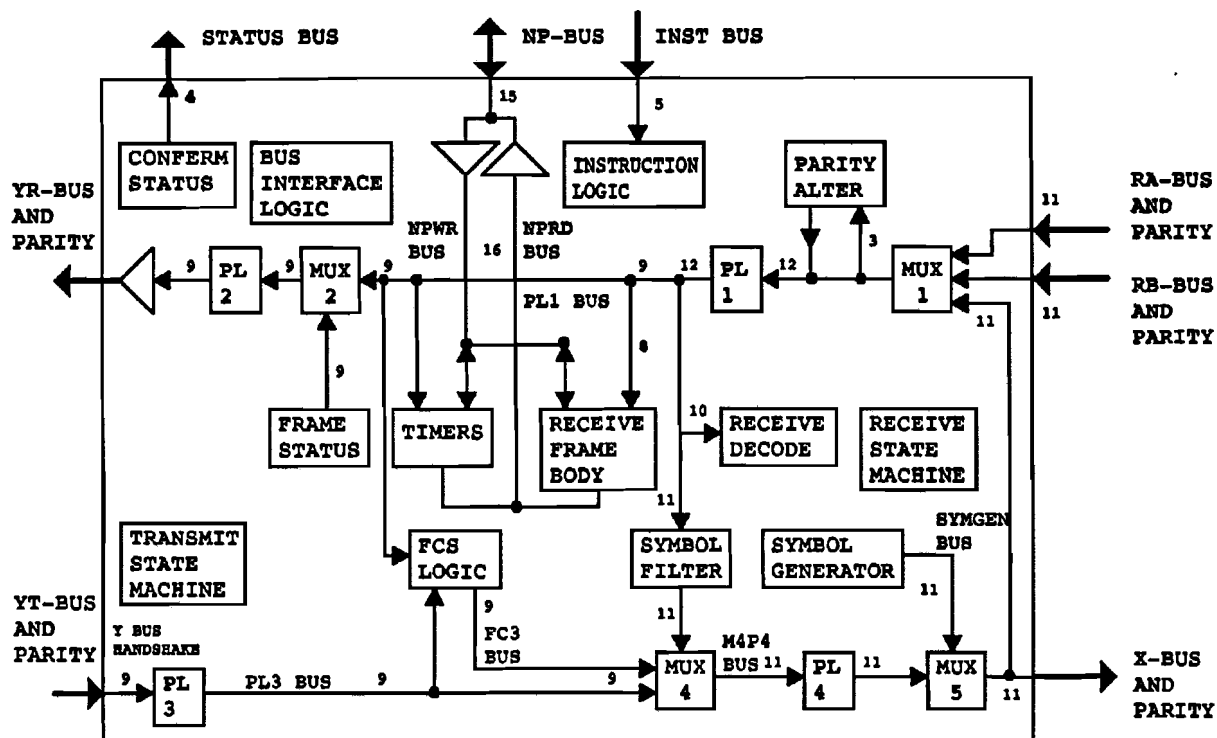 STATUS BUS
NP-BUS
INST BUS
4
15
5
CONFERM
STATUS
BUS
INTERFACE
LOGIC
INSTRUCTION
LOGIC
PARITY
ALTER
YR-BUS
AND
PARITY
RA-BUS
AND
PARITY
11
NPWR
BUS
16
NPRD
BUS
3
9
PL
2
9
MUX
2
9
PL1 BUS
9
12
PL
1
12
MUX
1
11
11
RB-BUS
AND
PARITY
9
8
FRAME
STATUS
TIMERS
RECEIVE
FRAME
BODY
10
RECEIVE
DECODE
RECEIVE
STATE
MACHINE
11
SYMGEN
BUS
TRANSMIT
STATE
MACHINE
FCS
LOGIC
SYMBOL
FILTER
SYMBOL
GENERATOR
YT-BUS
AND
PARITY
Y BUS
HANDSHAKE
9
FC3
BUS
11
11
M4P4
BUS
9
PL
3
PL3 BUS
9
9
MUX
4
11
PL
4
11
MUX
5
11
X-BUS
AND
PARITY